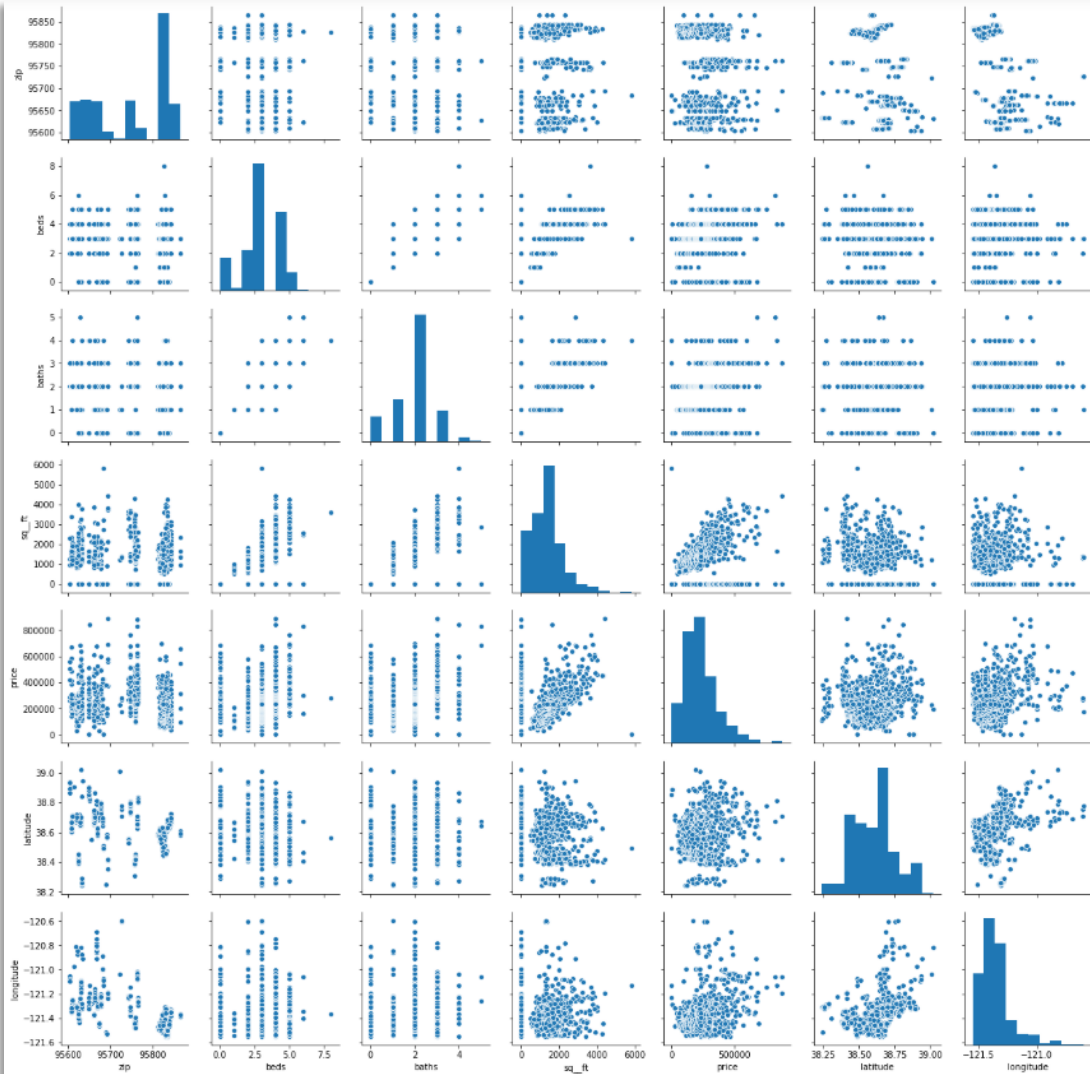 95850
95800
95750
95700
95650
95600
zip
8
6
4
2
0
beds
5
4
3
2
1
0
baths
6000
5000
4000
3000
2000
1000
0
sq__ft
800000
600000
400000
200000
0
price
39.0
38.8
38.6
38.4
38.2
latitude
−120.6
−120.8
−121.0
−121.2
−121.4
−121.6
longitude
95600 95700 95800
zip
0.0 2.5 5.0 7.5
beds
0 2 4
baths
0 2000 4000 6000
sq__ft
0 500000
price
38.25 38.50 38.75 39.00
latitude
−121.5 −121.0
longitude